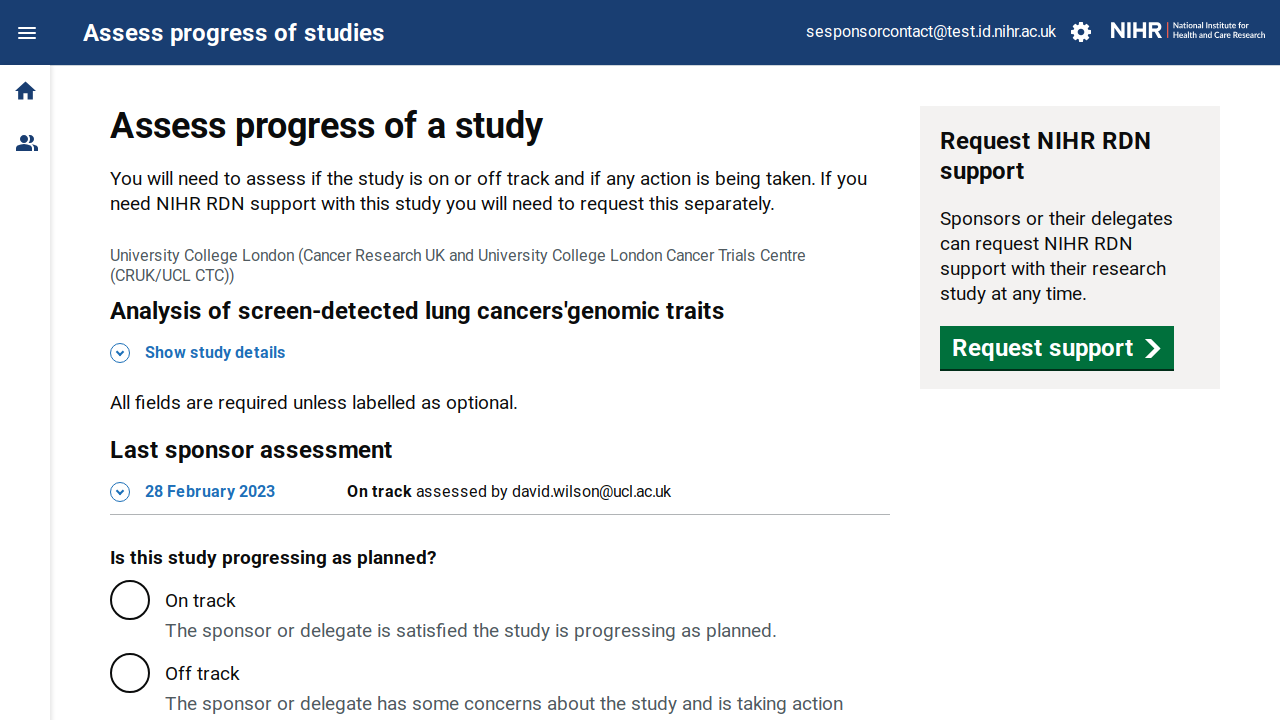 Assess progress of studies
sesponsorcontact@test.id.nihr.ac.uk
NIHR
National Institute for
Health and Care Research
Assess progress of a study
You will need to assess if the study is on or off track and if any action is being taken. If you
need NIHR RDN support with this study you will need to request this separately.
University College London (Cancer Research UK and University College London Cancer Trials Centre
(CRUK/UCL CTC))
Analysis of screen-detected lung cancers'genomic traits
Show study details
All fields are required unless labelled as optional.
Last sponsor assessment
28 February 2023 On track assessed by david.wilson@ucl.ac.uk
Is this study progressing as planned?
On track
The sponsor or delegate is satisfied the study is progressing as planned.
Off track
The sponsor or delegate has some concerns about the study and is taking action
Request NIHR RDN
support
Sponsors or their delegates
can request NIHR RDN
support with their research
study at any time.
Request support